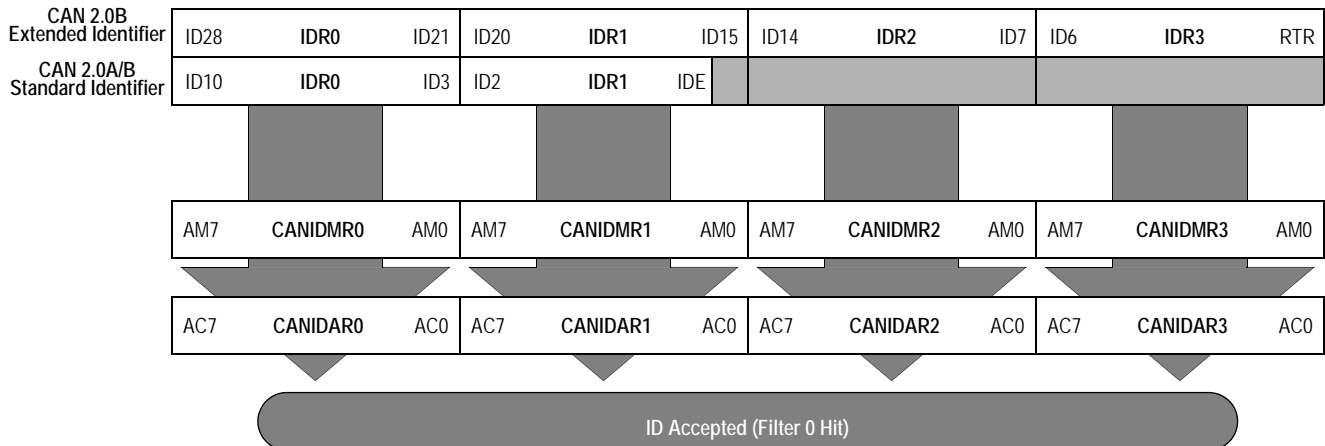 CAN 2.0B
Extended Identifier
ID28 IDR0 ID21 ID20 IDR1 ID15 ID14 IDR2 ID7 ID6 IDR3 RTR
CAN 2.0A/B
Standard Identifier
ID10 IDR0 ID3 ID2 IDR1 IDE
AM7 CANIDMR0 AM0 AM7 CANIDMR1 AM0 AM7 CANIDMR2 AM0 AM7 CANIDMR3 AM0
AC7 CANIDAR0 AC0 AC7 CANIDAR1 AC0 AC7 CANIDAR2 AC0 AC7 CANIDAR3 AC0
ID Accepted (Filter 0 Hit)